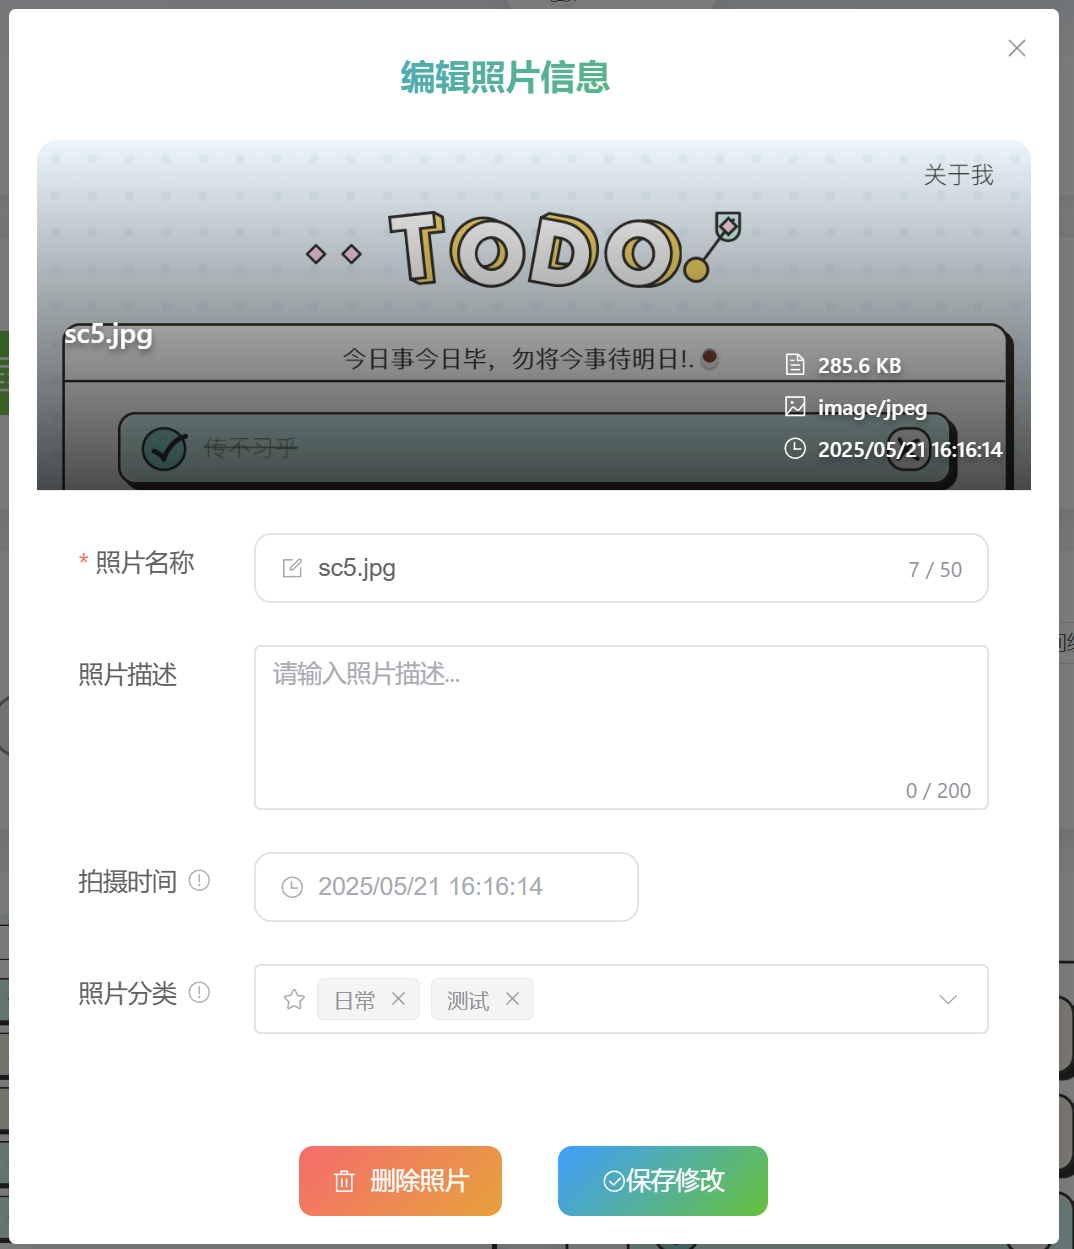 编辑照片信息
关于我
TODO
sc5.jpg
今日事今日毕，勿将今事待明日!.
285.6 KB
image/jpeg
传不习乎
2025/05/21 16:16:14
* 照片名称
sc5.jpg
7 / 50
照片描述
请输入照片描述...
0 / 200
拍摄时间
2025/05/21 16:16:14
照片分类
日常
测试
删除照片
保存修改